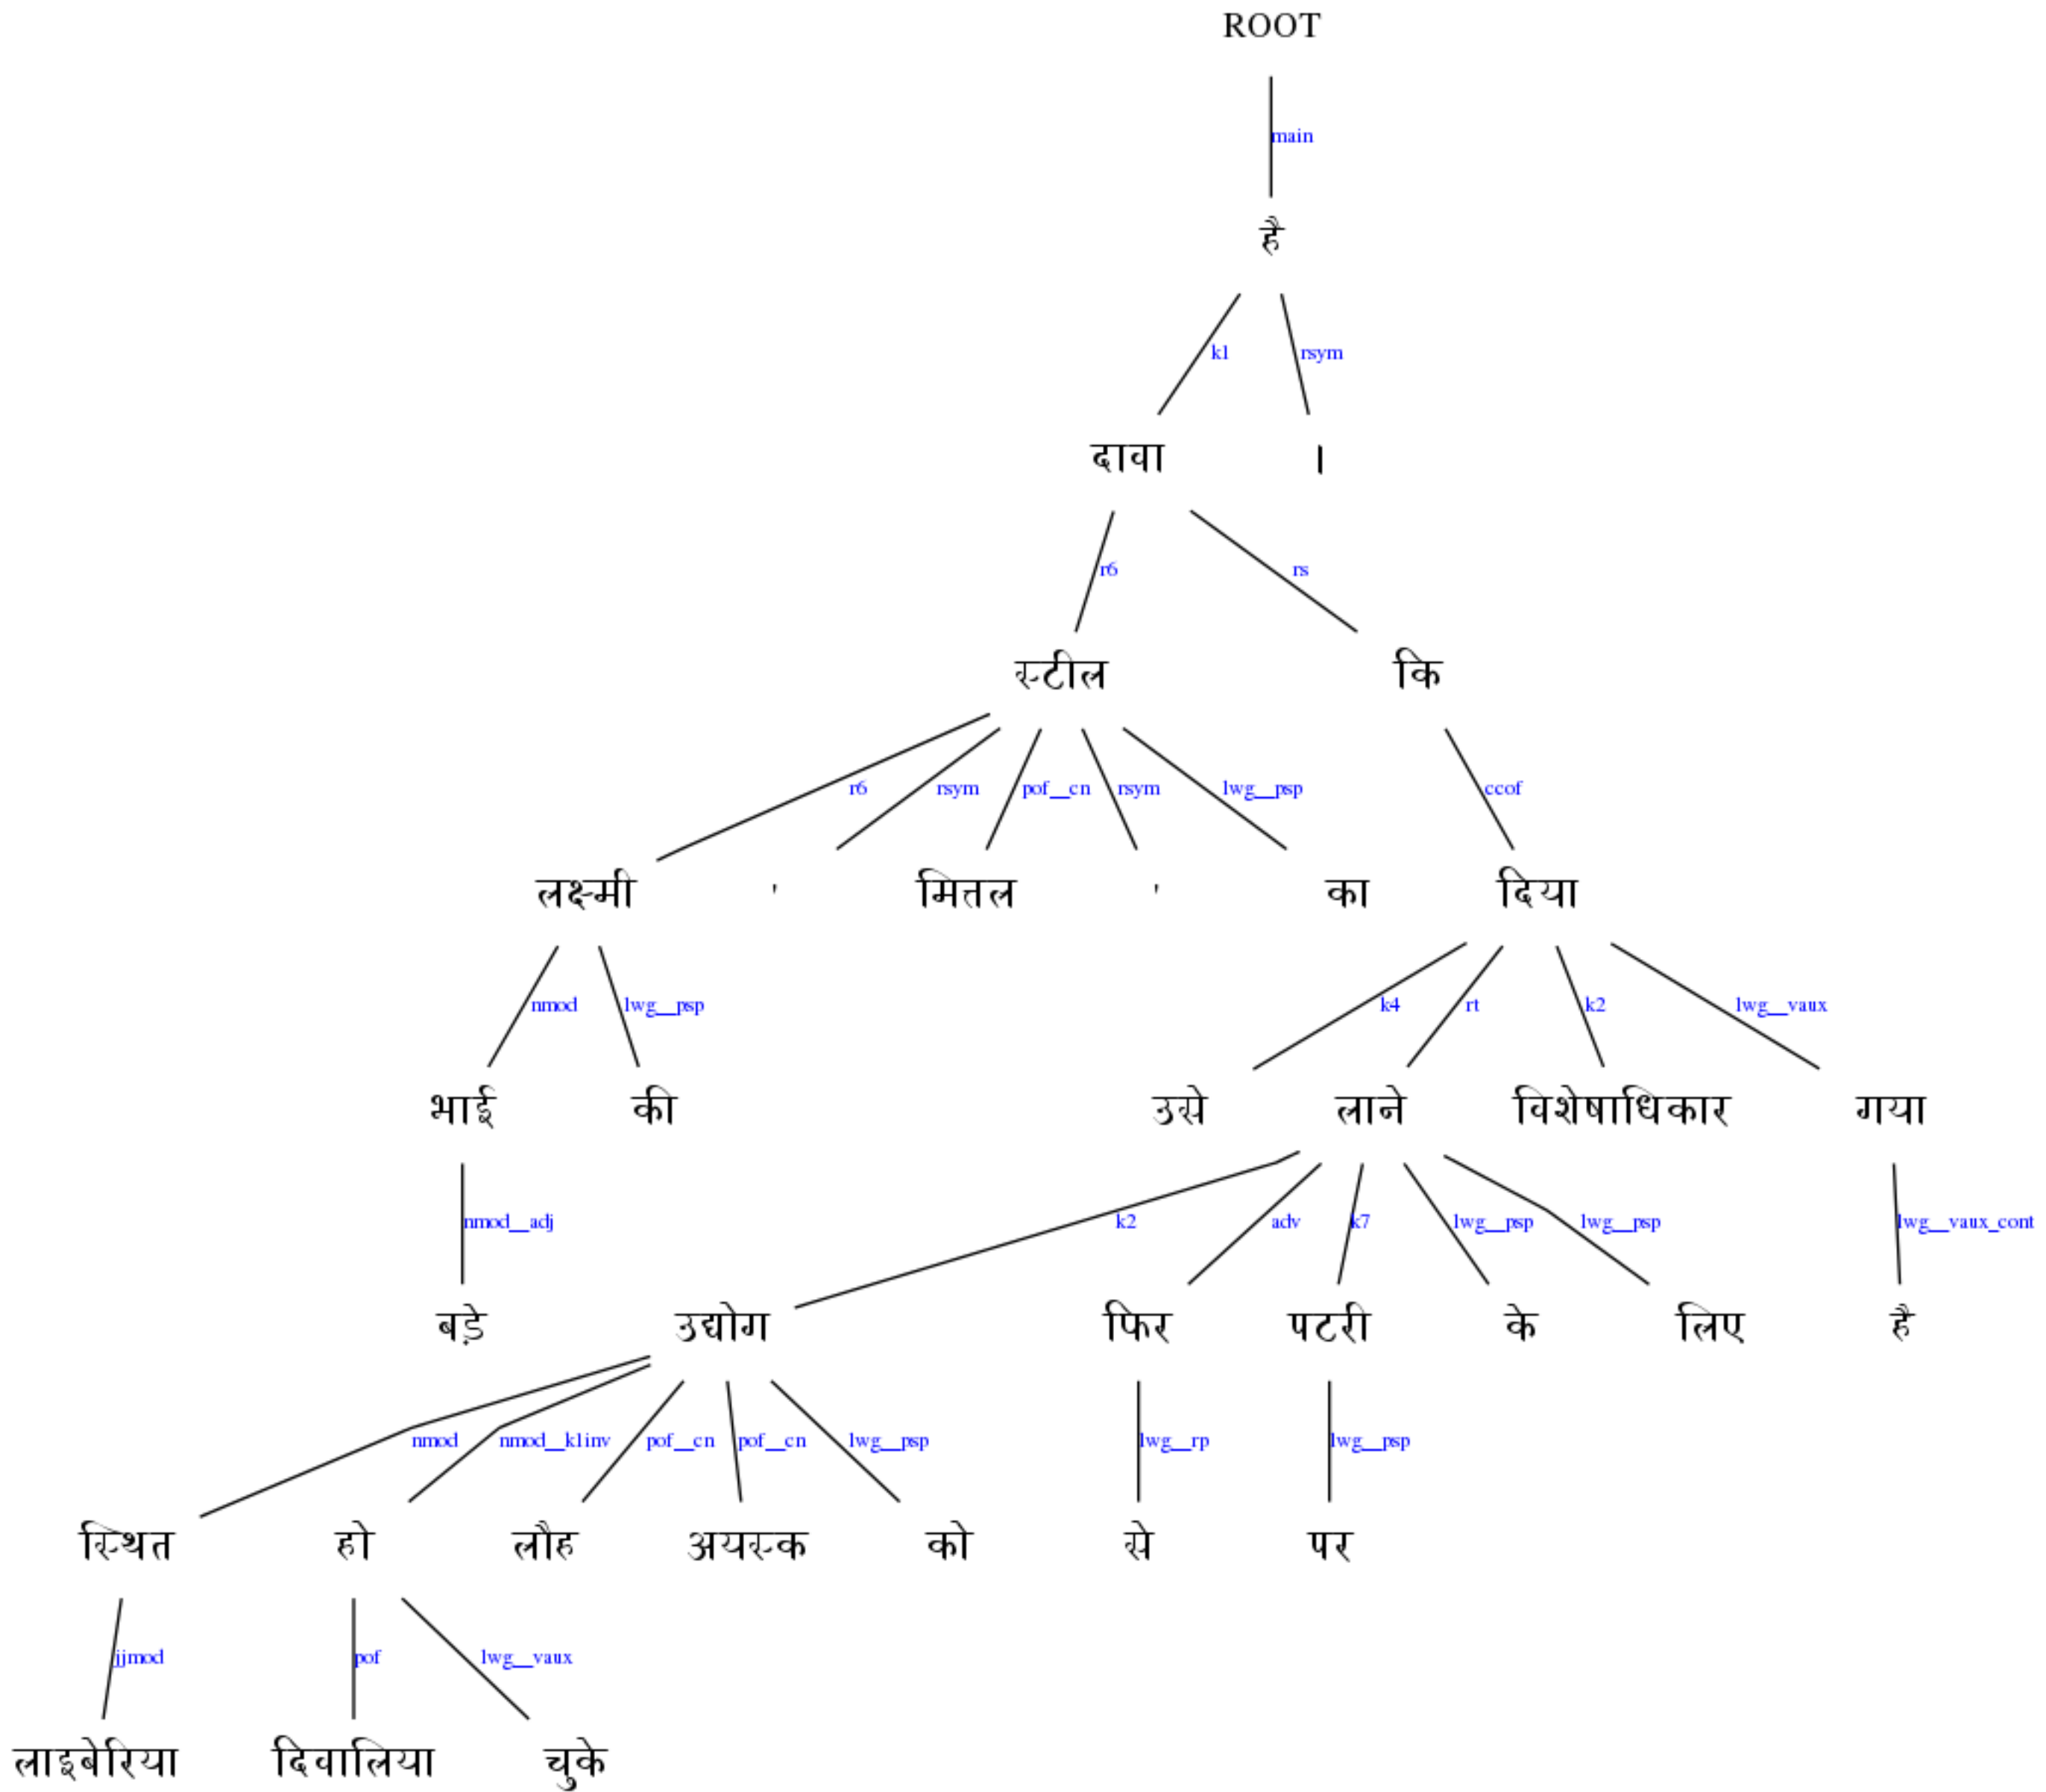 ROOT
main
है
k1 rsym
दावा ।
r6 rs
स्टील कि
r6 rsym pof__cn rsym lwg__psp ccof
लक्ष्मी ' मित्तल ' का दिया
nmod lwg__psp k4 rt k2 lwg__vaux
भाई की उसे लाने विशेषाधिकार गया
nmod__adj k2 adv k7 lwg__psp lwg__psp lwg__vaux_cont
बड़े उद्योग फिर पटरी के लिए है
nmod nmod__k1inv pof__cn pof__cn lwg__psp lwg__rp lwg__psp
स्थित हो लौह अयस्क को से पर
jjmod pof lwg__vaux
लाइबेरिया दिवालिया चुके